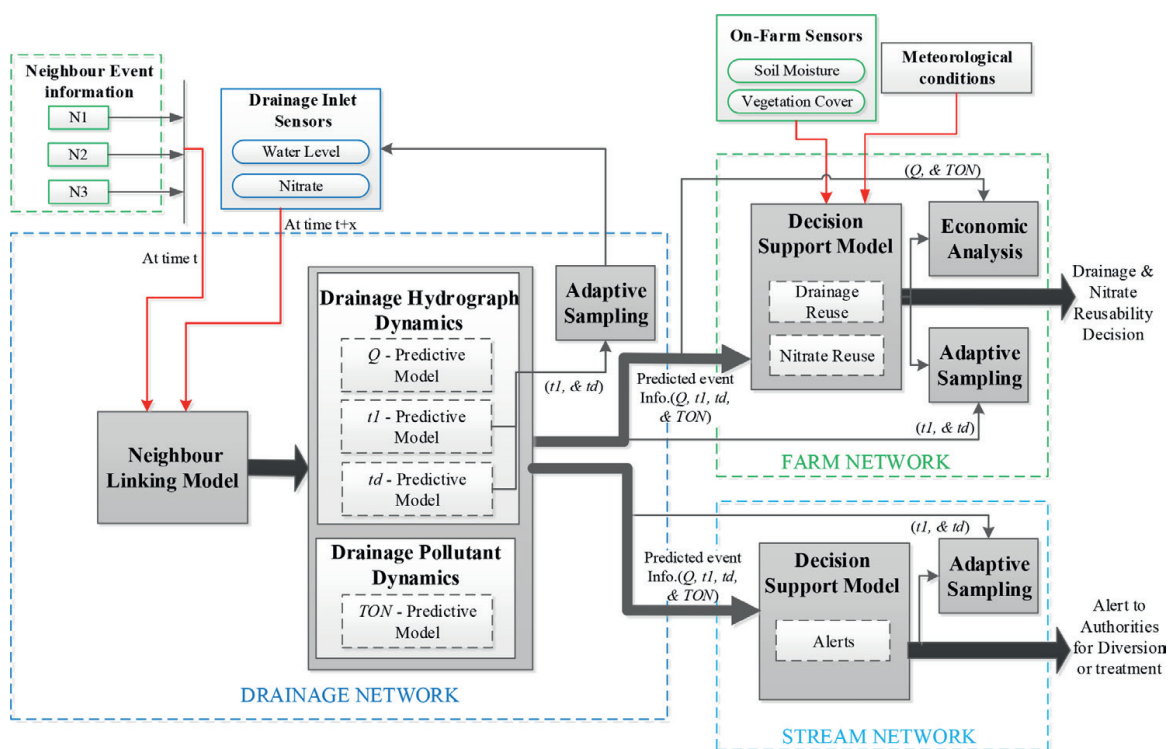 Neighbour Event
information
N1
N2
N3
Drainage Inlet
Sensors
Water Level
Nitrate
At time t
At time t+x
On-Farm Sensors
Soil Moisture
Vegetation Cover
Meteorological
conditions
Neighbour
Linking Model
Drainage Hydrograph
Dynamics
Q - Predictive
Model
t1 - Predictive
Model
td - Predictive
Model
Drainage Pollutant
Dynamics
TON - Predictive
Model
Adaptive
Sampling
(t1, & td)
DRAINAGE NETWORK
Predicted event
Info.(Q, t1, td,
& TON)
(Q, & TON)
Decision
Support Model
Drainage
Reuse
Nitrate Reuse
Economic
Analysis
Adaptive
Sampling
(t1, & td)
FARM NETWORK
Drainage &
Nitrate
Reusability
Decision
Predicted event
Info.(Q, t1, td,
& TON)
(t1, & td)
Decision
Support Model
Alerts
Adaptive
Sampling
STREAM NETWORK
Alert to
Authorities
for Diversion
or treatment